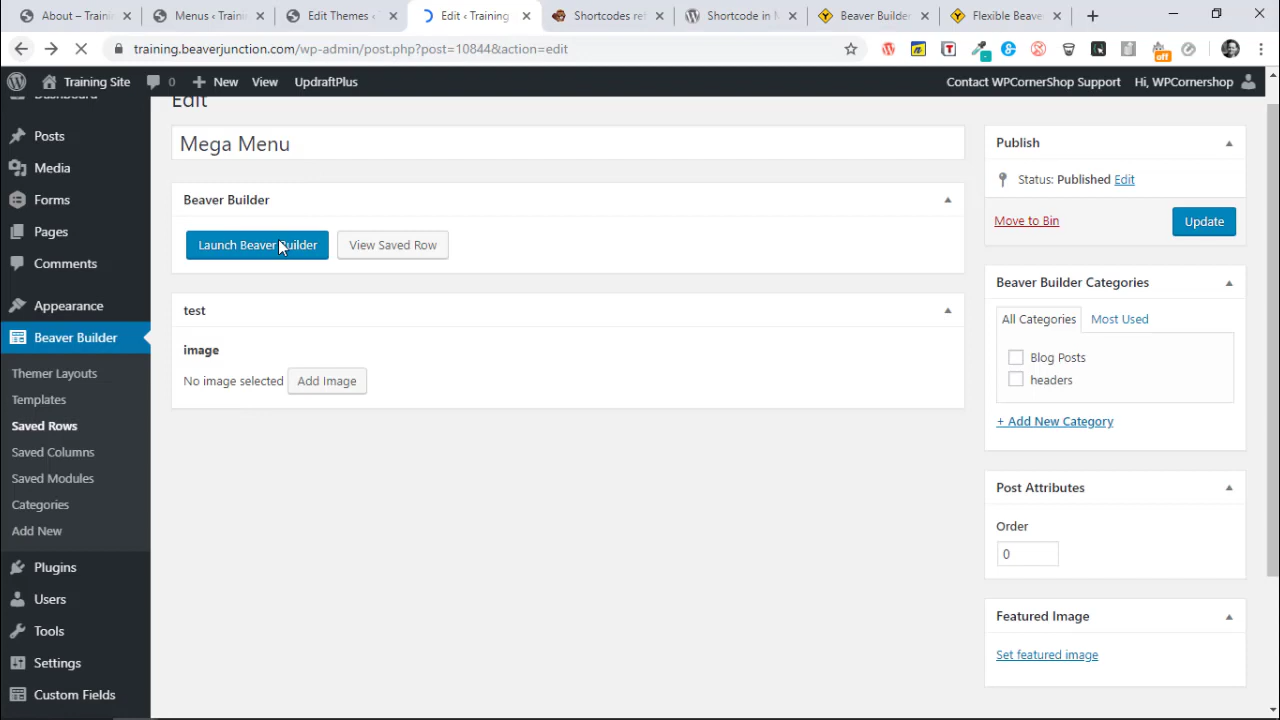 About – Traini
Menus ‹ Traini
Edit Themes ‹ T
Edit ‹ Training
Shortcodes ref
Shortcode in M
Beaver Builder
Flexible Beave
training.beaverjunction.com/wp-admin/post.php?post=10844&action=edit
off
Training Site
0
New
View
UpdraftPlus
Contact WPCornerShop Support
Hi, WPCornershop
Dashboard
Posts
Media
Forms
Pages
Comments
Appearance
Beaver Builder
Themer Layouts
Templates
Saved Rows
Saved Columns
Saved Modules
Categories
Add New
Plugins
Users
Tools
Settings
Custom Fields
Edit
Mega Menu
Beaver Builder
Launch Beaver Builder
View Saved Row
test
image
No image selected
Add Image
Publish
Status: Published Edit
Move to Bin
Update
Beaver Builder Categories
All Categories
Most Used
Blog Posts
headers
+ Add New Category
Post Attributes
Order
0
Featured Image
Set featured image